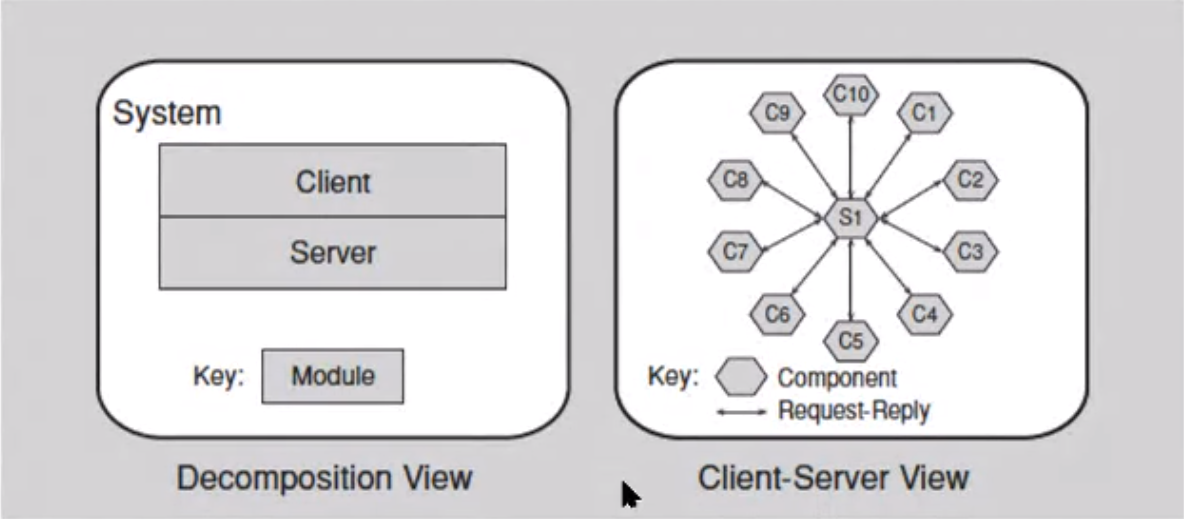 System
Client
Server
Key: Module
Decomposition View
C10
C9
C1
C8
C2
S1
C7
C3
C6
C4
C5
Key: Component
Request-Reply
Client-Server View